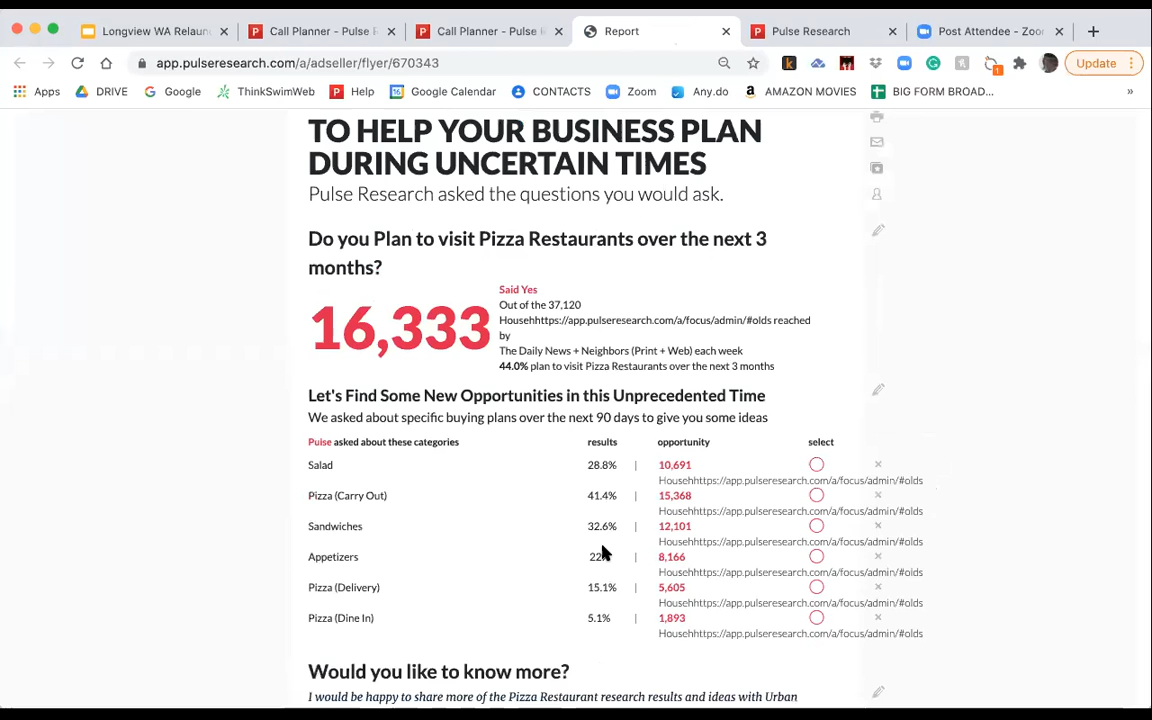 Longview WA Relaun
Call Planner - Pulse F
Call Planner - Pulse
Report
Pulse Research
Post Attendee - Zoo
app.pulseresearch.com/a/adseller/flyer/670343
Update
1
Apps
DRIVE
Google
ThinkSwimWeb
Help
Google Calendar
CONTACTS
Zoom
Any.do
AMAZON MOVIES
BIG FORM BROAD...
»
TO HELP YOUR BUSINESS PLAN
DURING UNCERTAIN TIMES
Pulse Research asked the questions you would ask.
Do you Plan to visit Pizza Restaurants over the next 3
months?
16,333
Said Yes
Out of the 37,120
Househhttps://app.pulseresearch.com/a/focus/admin/#olds reached
by
The Daily News + Neighbors (Print + Web) each week
44.0% plan to visit Pizza Restaurants over the next 3 months
Let's Find Some New Opportunities in this Unprecedented Time
We asked about specific buying plans over the next 90 days to give you some ideas
Pulse asked about these categories results opportunity select
Salad 28.8% | 10,691
Househhttps://app.pulseresearch.com/a/focus/admin/#olds
Pizza (Carry Out) 41.4% | 15,368
Househhttps://app.pulseresearch.com/a/focus/admin/#olds
Sandwiches 32.6% | 12,101
Househhttps://app.pulseresearch.com/a/focus/admin/#olds
Appetizers 22 | 8,166
Househhttps://app.pulseresearch.com/a/focus/admin/#olds
Pizza (Delivery) 15.1% | 5,605
Househhttps://app.pulseresearch.com/a/focus/admin/#olds
Pizza (Dine In) 5.1% | 1,893
Househhttps://app.pulseresearch.com/a/focus/admin/#olds
Would you like to know more?
I would be happy to share more of the Pizza Restaurant research results and ideas with Urban